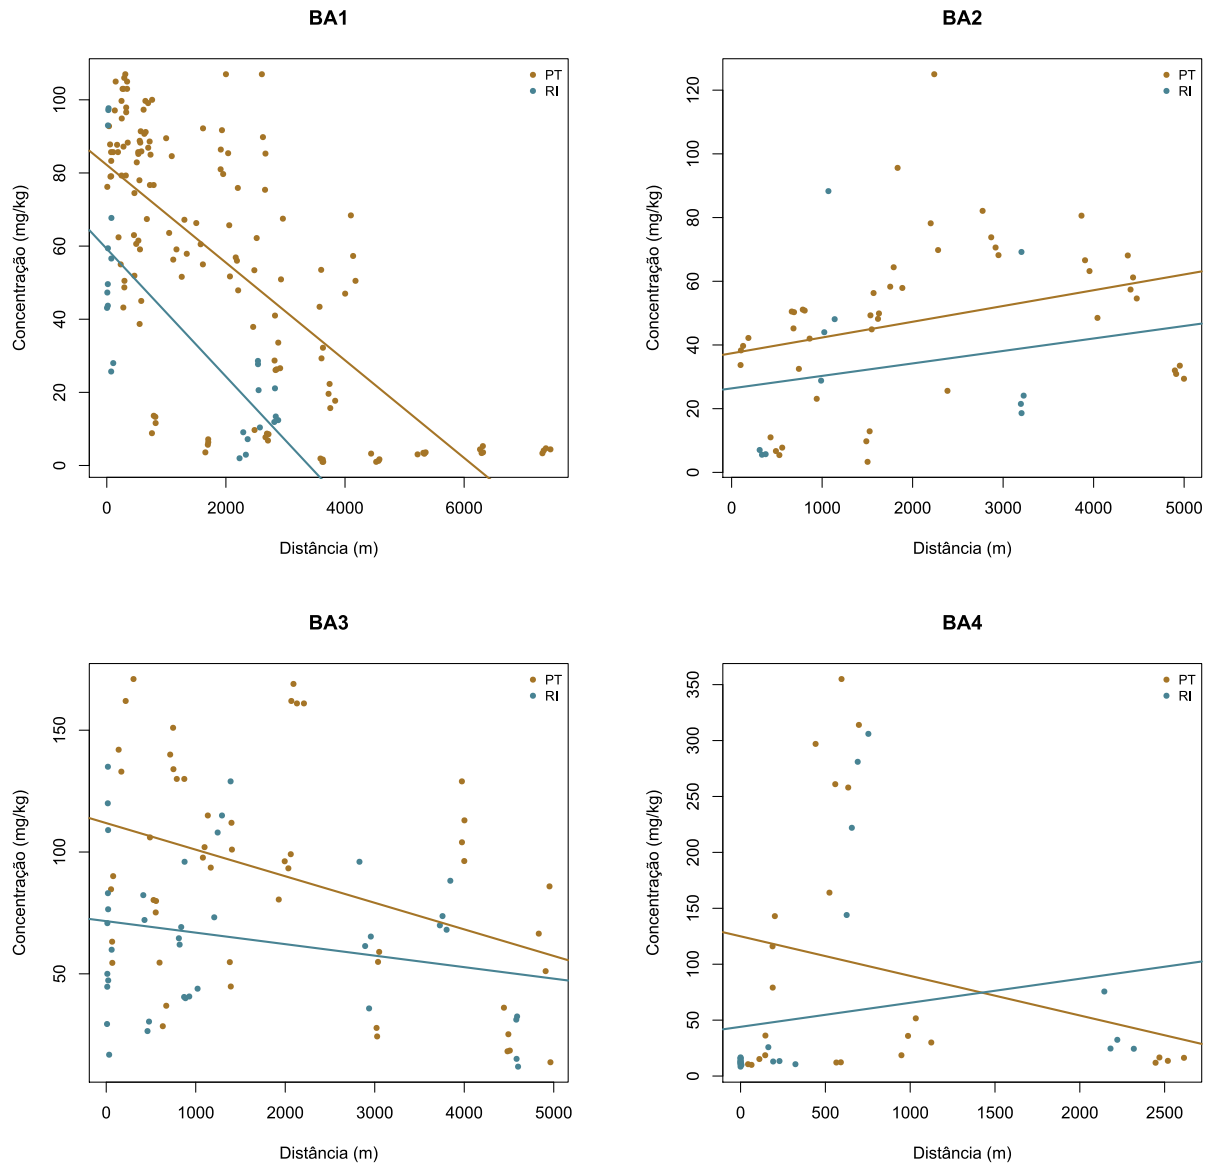 BA1
PT
RI
Concentração (mg/kg)
0 20 40 60 80 100
0 2000 4000 6000
Distância (m)
BA2
PT
RI
Concentração (mg/kg)
0 20 40 60 80 100 120
0 1000 2000 3000 4000 5000
Distância (m)
BA3
PT
RI
Concentração (mg/kg)
50 100 150
0 1000 2000 3000 4000 5000
Distância (m)
BA4
PT
RI
Concentração (mg/kg)
0 50 100 150 200 250 300 350
0 500 1000 1500 2000 2500
Distância (m)